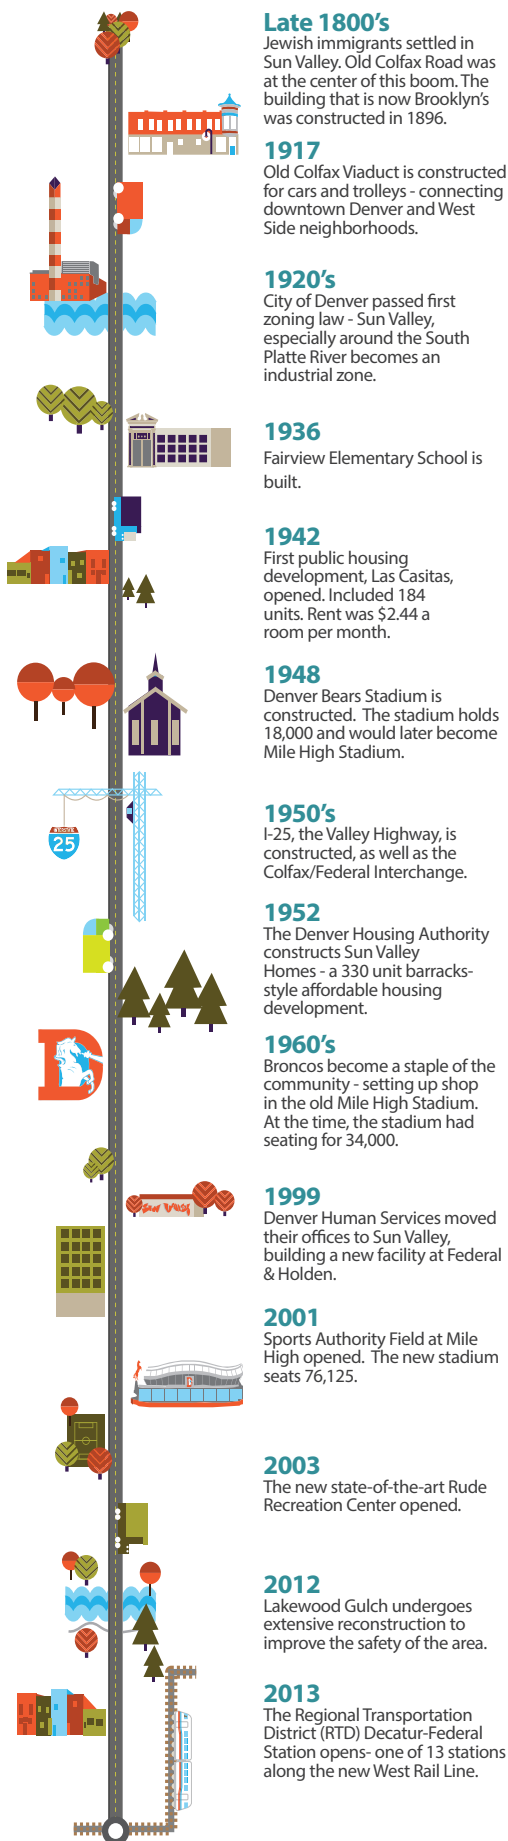 Late 1800's
Jewish immigrants settled in
Sun Valley. Old Colfax Road was
at the center of this boom. The
building that is now Brooklyn's
was constructed in 1896.
1917
Old Colfax Viaduct is constructed
for cars and trolleys - connecting
downtown Denver and West
Side neighborhoods.
1920's
City of Denver passed first
zoning law - Sun Valley,
especially around the South
Platte River becomes an
industrial zone.
1936
Fairview Elementary School is
built.
1942
First public housing
development, Las Casitas,
opened. Included 184
units. Rent was $2.44 a
room per month.
1948
Denver Bears Stadium is
constructed. The stadium holds
18,000 and would later become
Mile High Stadium.
1950's
I-25, the Valley Highway, is
constructed, as well as the
Colfax/Federal Interchange.
INTERSTATE
25
1952
The Denver Housing Authority
constructs Sun Valley
Homes - a 330 unit barracks-
style affordable housing
development.
1960's
Broncos become a staple of the
community - setting up shop
in the old Mile High Stadium.
At the time, the stadium had
seating for 34,000.
D
1999
Denver Human Services moved
their offices to Sun Valley,
building a new facility at Federal
& Holden.
Sun Valley
2001
Sports Authority Field at Mile
High opened. The new stadium
seats 76,125.
2003
The new state-of-the-art Rude
Recreation Center opened.
2012
Lakewood Gulch undergoes
extensive reconstruction to
improve the safety of the area.
2013
The Regional Transportation
District (RTD) Decatur-Federal
Station opens- one of 13 stations
along the new West Rail Line.